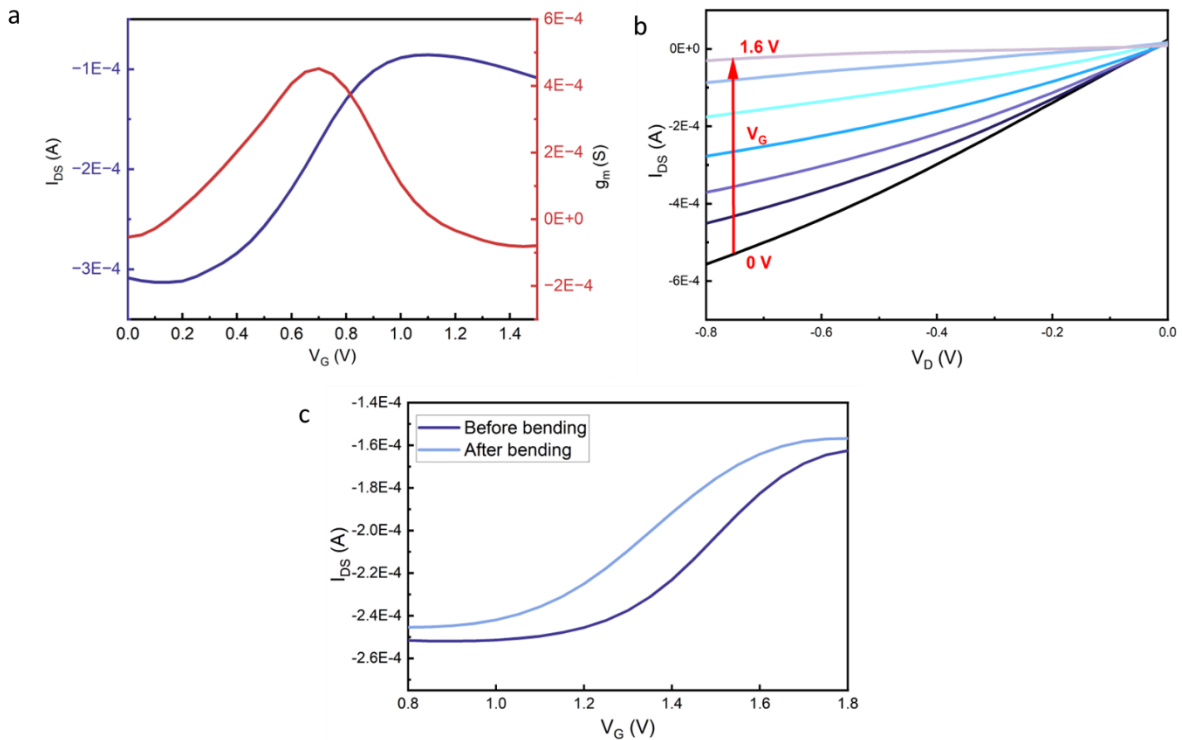 a
6E−4
−1E−4
4E−4
2E−4
−2E−4
0E+0
−3E−4
−2E−4
I_DS (A)
g_m (S)
0.0 0.2 0.4 0.6 0.8 1.0 1.2 1.4
V_G (V)
b
0E+0
-2E-4
-4E-4
-6E-4
I_DS (A)
1.6 V
V_G
0 V
-0.8 -0.6 -0.4 -0.2 0.0
V_D (V)
c
-1.4E-4
-1.6E-4
-1.8E-4
-2.0E-4
-2.2E-4
-2.4E-4
-2.6E-4
I_DS (A)
Before bending
After bending
0.8 1.0 1.2 1.4 1.6 1.8
V_G (V)